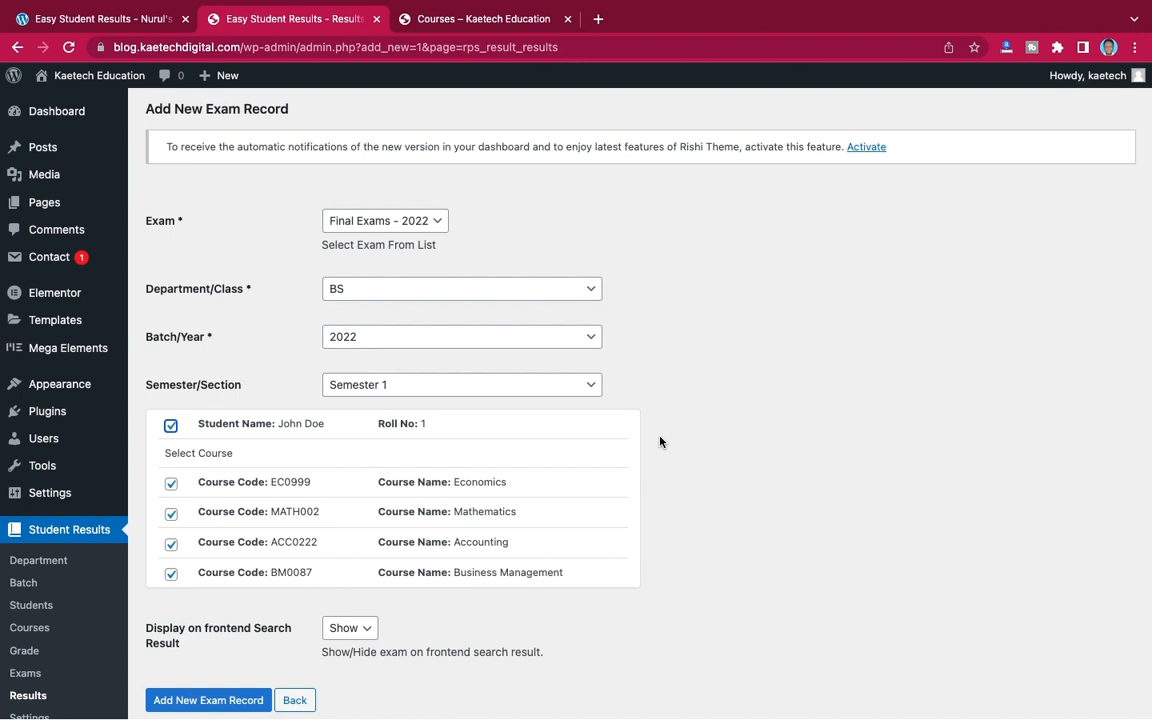 Easy Student Results - Nurul's
Easy Student Results - Results
Courses – Kaetech Education
blog.kaetechdigital.com/wp-admin/admin.php?add_new=1&page=rps_result_results
Kaetech Education
0
New
Howdy, kaetech
Dashboard
Posts
Media
Pages
Comments
Contact 1
Elementor
Templates
Mega Elements
Appearance
Plugins
Users
Tools
Settings
Student Results
Department
Batch
Students
Courses
Grade
Exams
Results
Settings
Add New Exam Record
To receive the automatic notifications of the new version in your dashboard and to enjoy latest features of Rishi Theme, activate this feature. Activate
Exam * Final Exams - 2022
Select Exam From List
Department/Class * BS
Batch/Year * 2022
Semester/Section Semester 1
Student Name: John Doe Roll No: 1
Select Course
Course Code: EC0999 Course Name: Economics
Course Code: MATH002 Course Name: Mathematics
Course Code: ACC0222 Course Name: Accounting
Course Code: BM0087 Course Name: Business Management
Display on frontend Search
Result
Show
Show/Hide exam on frontend search result.
Add New Exam Record Back